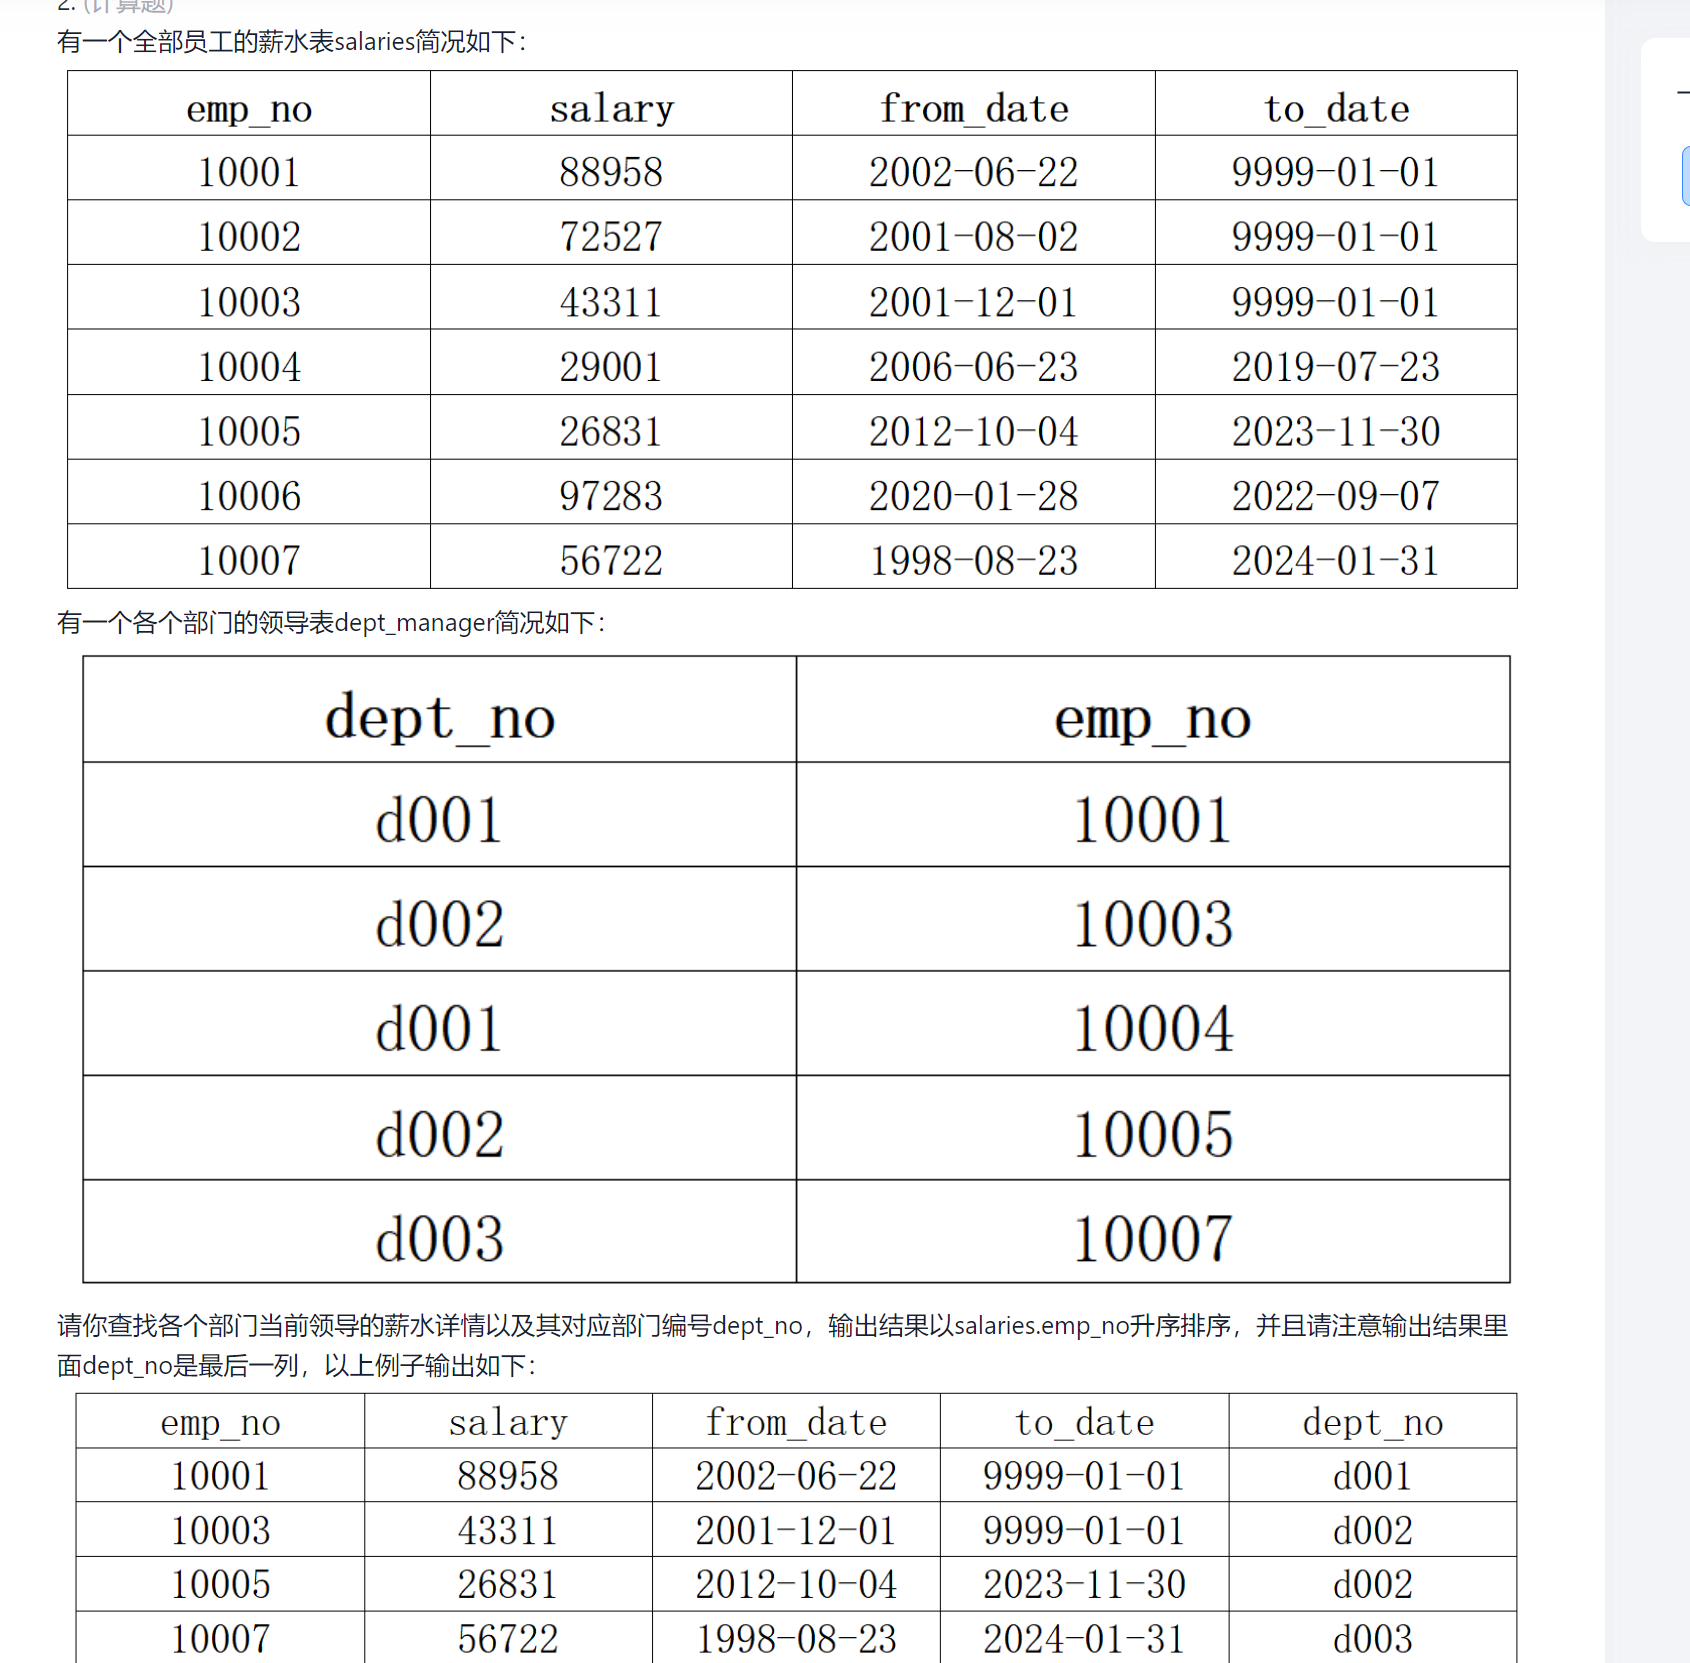 2. (计算题)
有一个全部员工的薪水表salaries简况如下：
emp_no salary from_date to_date
10001 88958 2002-06-22 9999-01-01
10002 72527 2001-08-02 9999-01-01
10003 43311 2001-12-01 9999-01-01
10004 29001 2006-06-23 2019-07-23
10005 26831 2012-10-04 2023-11-30
10006 97283 2020-01-28 2022-09-07
10007 56722 1998-08-23 2024-01-31
有一个各个部门的领导表dept_manager简况如下：
dept_no emp_no
d001 10001
d002 10003
d001 10004
d002 10005
d003 10007
请你查找各个部门当前领导的薪水详情以及其对应部门编号dept_no，输出结果以salaries.emp_no升序排序，并且请注意输出结果里
面dept_no是最后一列，以上例子输出如下：
emp_no salary from_date to_date dept_no
10001 88958 2002-06-22 9999-01-01 d001
10003 43311 2001-12-01 9999-01-01 d002
10005 26831 2012-10-04 2023-11-30 d002
10007 56722 1998-08-23 2024-01-31 d003